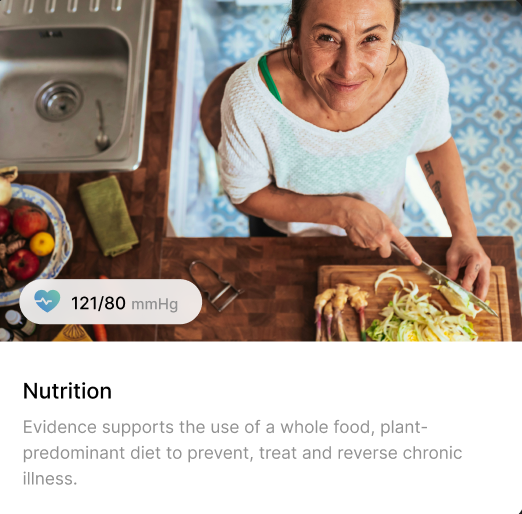 121/80 mmHg
Nutrition
Evidence supports the use of a whole food, plant-
predominant diet to prevent, treat and reverse chronic
illness.